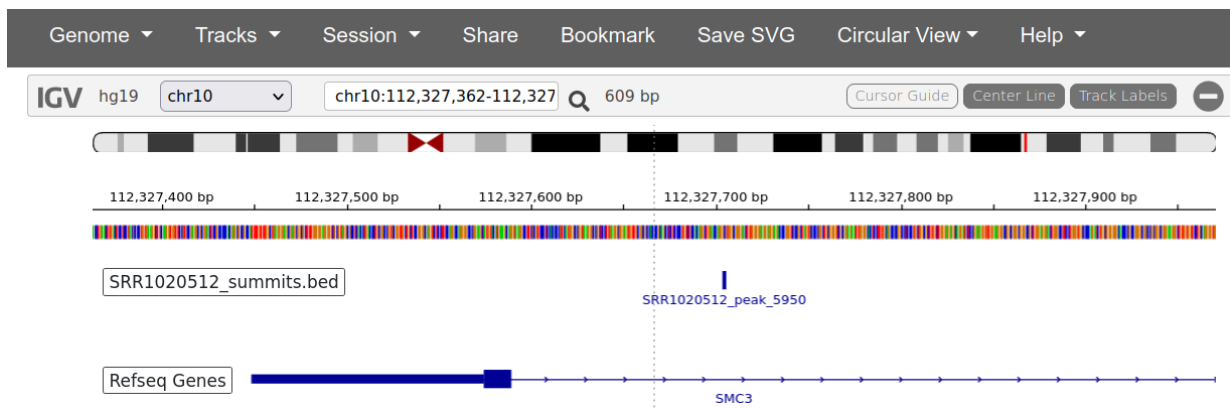 Genome Tracks Session Share Bookmark Save SVG Circular View Help
IGV hg19 chr10 chr10:112,327,362-112,327 609 bp Cursor Guide Center Line Track Labels
112,327,400 bp 112,327,500 bp 112,327,600 bp 112,327,700 bp 112,327,800 bp 112,327,900 bp
SRR1020512_summits.bed
SRR1020512_peak_5950
Refseq Genes
SMC3